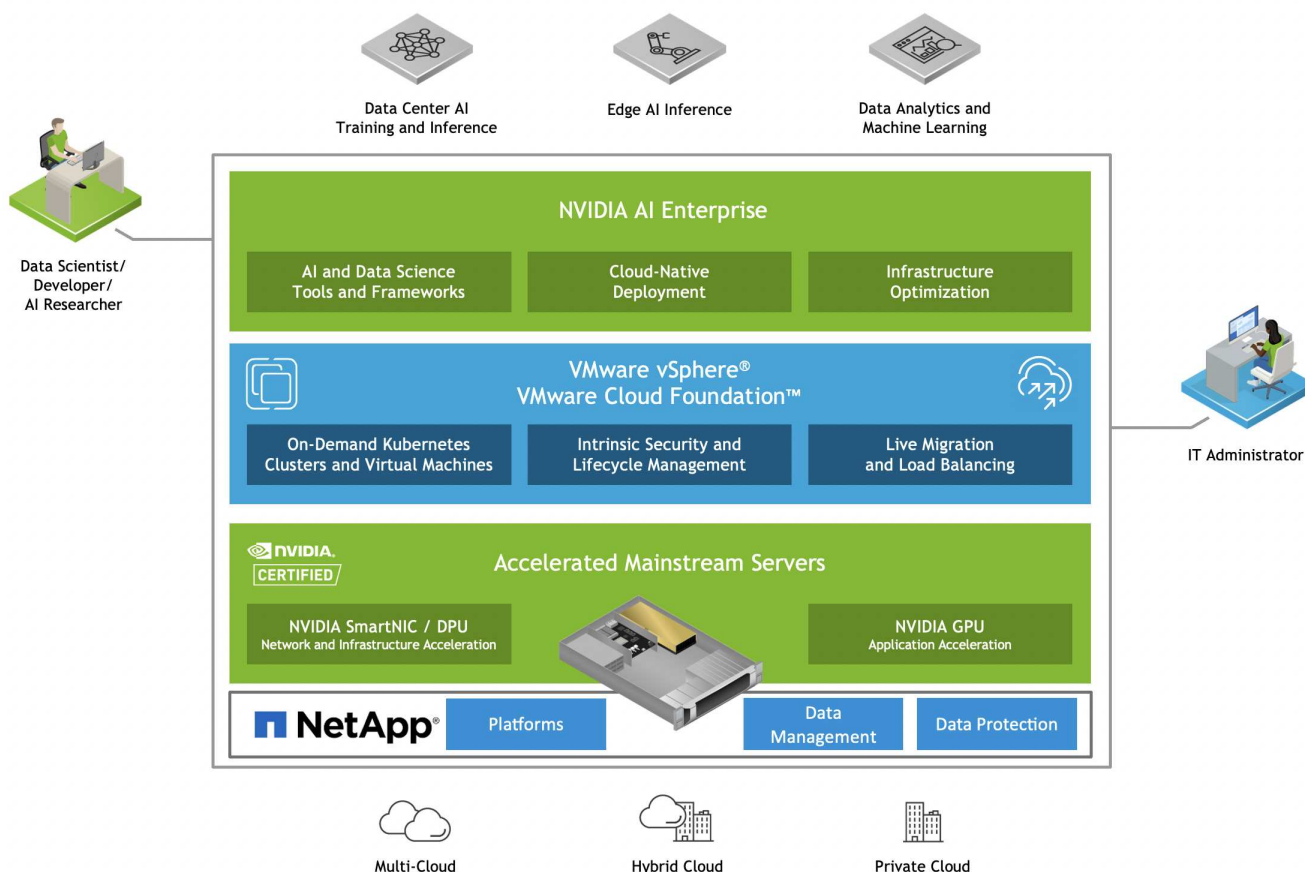 Data Center AI
Training and Inference
Edge AI Inference
Data Analytics and
Machine Learning
Data Scientist/
Developer/
AI Researcher
NVIDIA AI Enterprise
AI and Data Science
Tools and Frameworks
Cloud-Native
Deployment
Infrastructure
Optimization
VMware vSphere®
VMware Cloud Foundation™
On-Demand Kubernetes
Clusters and Virtual Machines
Intrinsic Security and
Lifecycle Management
Live Migration
and Load Balancing
IT Administrator
NVIDIA.
CERTIFIED
Accelerated Mainstream Servers
NVIDIA SmartNIC / DPU
Network and Infrastructure Acceleration
NVIDIA GPU
Application Acceleration
NetApp®
Platforms
Data
Management
Data Protection
Multi-Cloud
Hybrid Cloud
Private Cloud